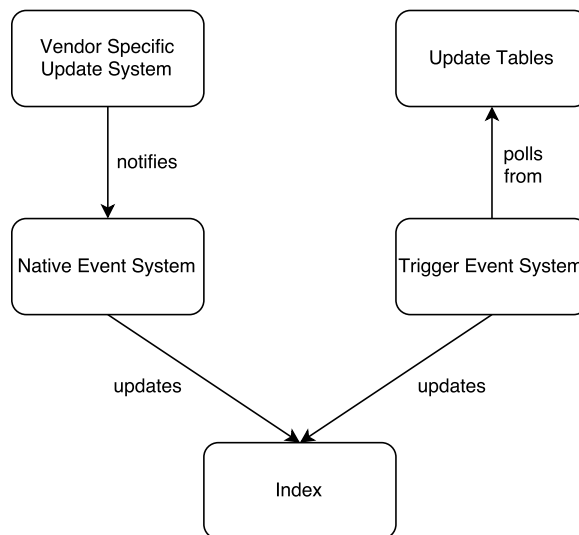 Vendor Specific
Update System
Update Tables
notifies
polls
from
Native Event System
Trigger Event System
updates
updates
Index